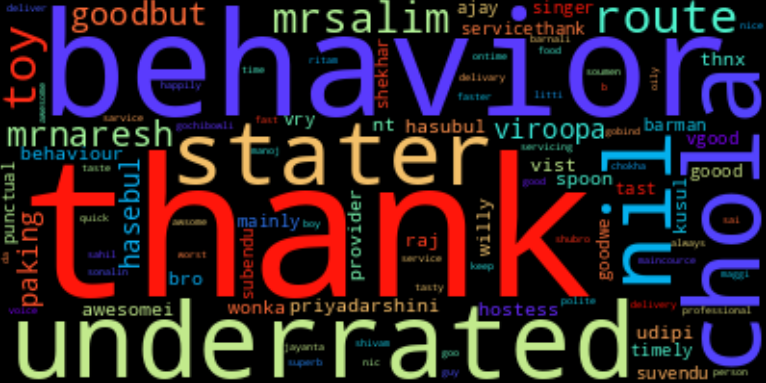 deliver
goodbut
mrsalim
ajay
singer
route
nice
servicethank
toy
behavior
barnali
food
ontime
thnx
time
ritam
shekhar
delivary
soumen
oily
b
happily
awesome
faster
litti
chola
sarvice
fast
vry
nt
hasubul
viroopa
gobind
barman
mrnaresh
gochibowli
stater
vgood
behaviour
manoj
servicing
nil
taste
hasebul
vist
chokha
goood
punctual
thank
good
spoon
tast
kusul
quick
awsome
mainly
boy
provider
willy
goodwe
sai
paking
raj
always
da
sahil
worst
subendu
service
shubro
maincource
sonalin
keep
bro
tasty
maggi
voice
awesomei
wonka
priyadarshini
hostess
polite
delivery
professional
underrated
udipi
jayanta
shivam
goo
timely
superb
nic
guy
suvendu
person